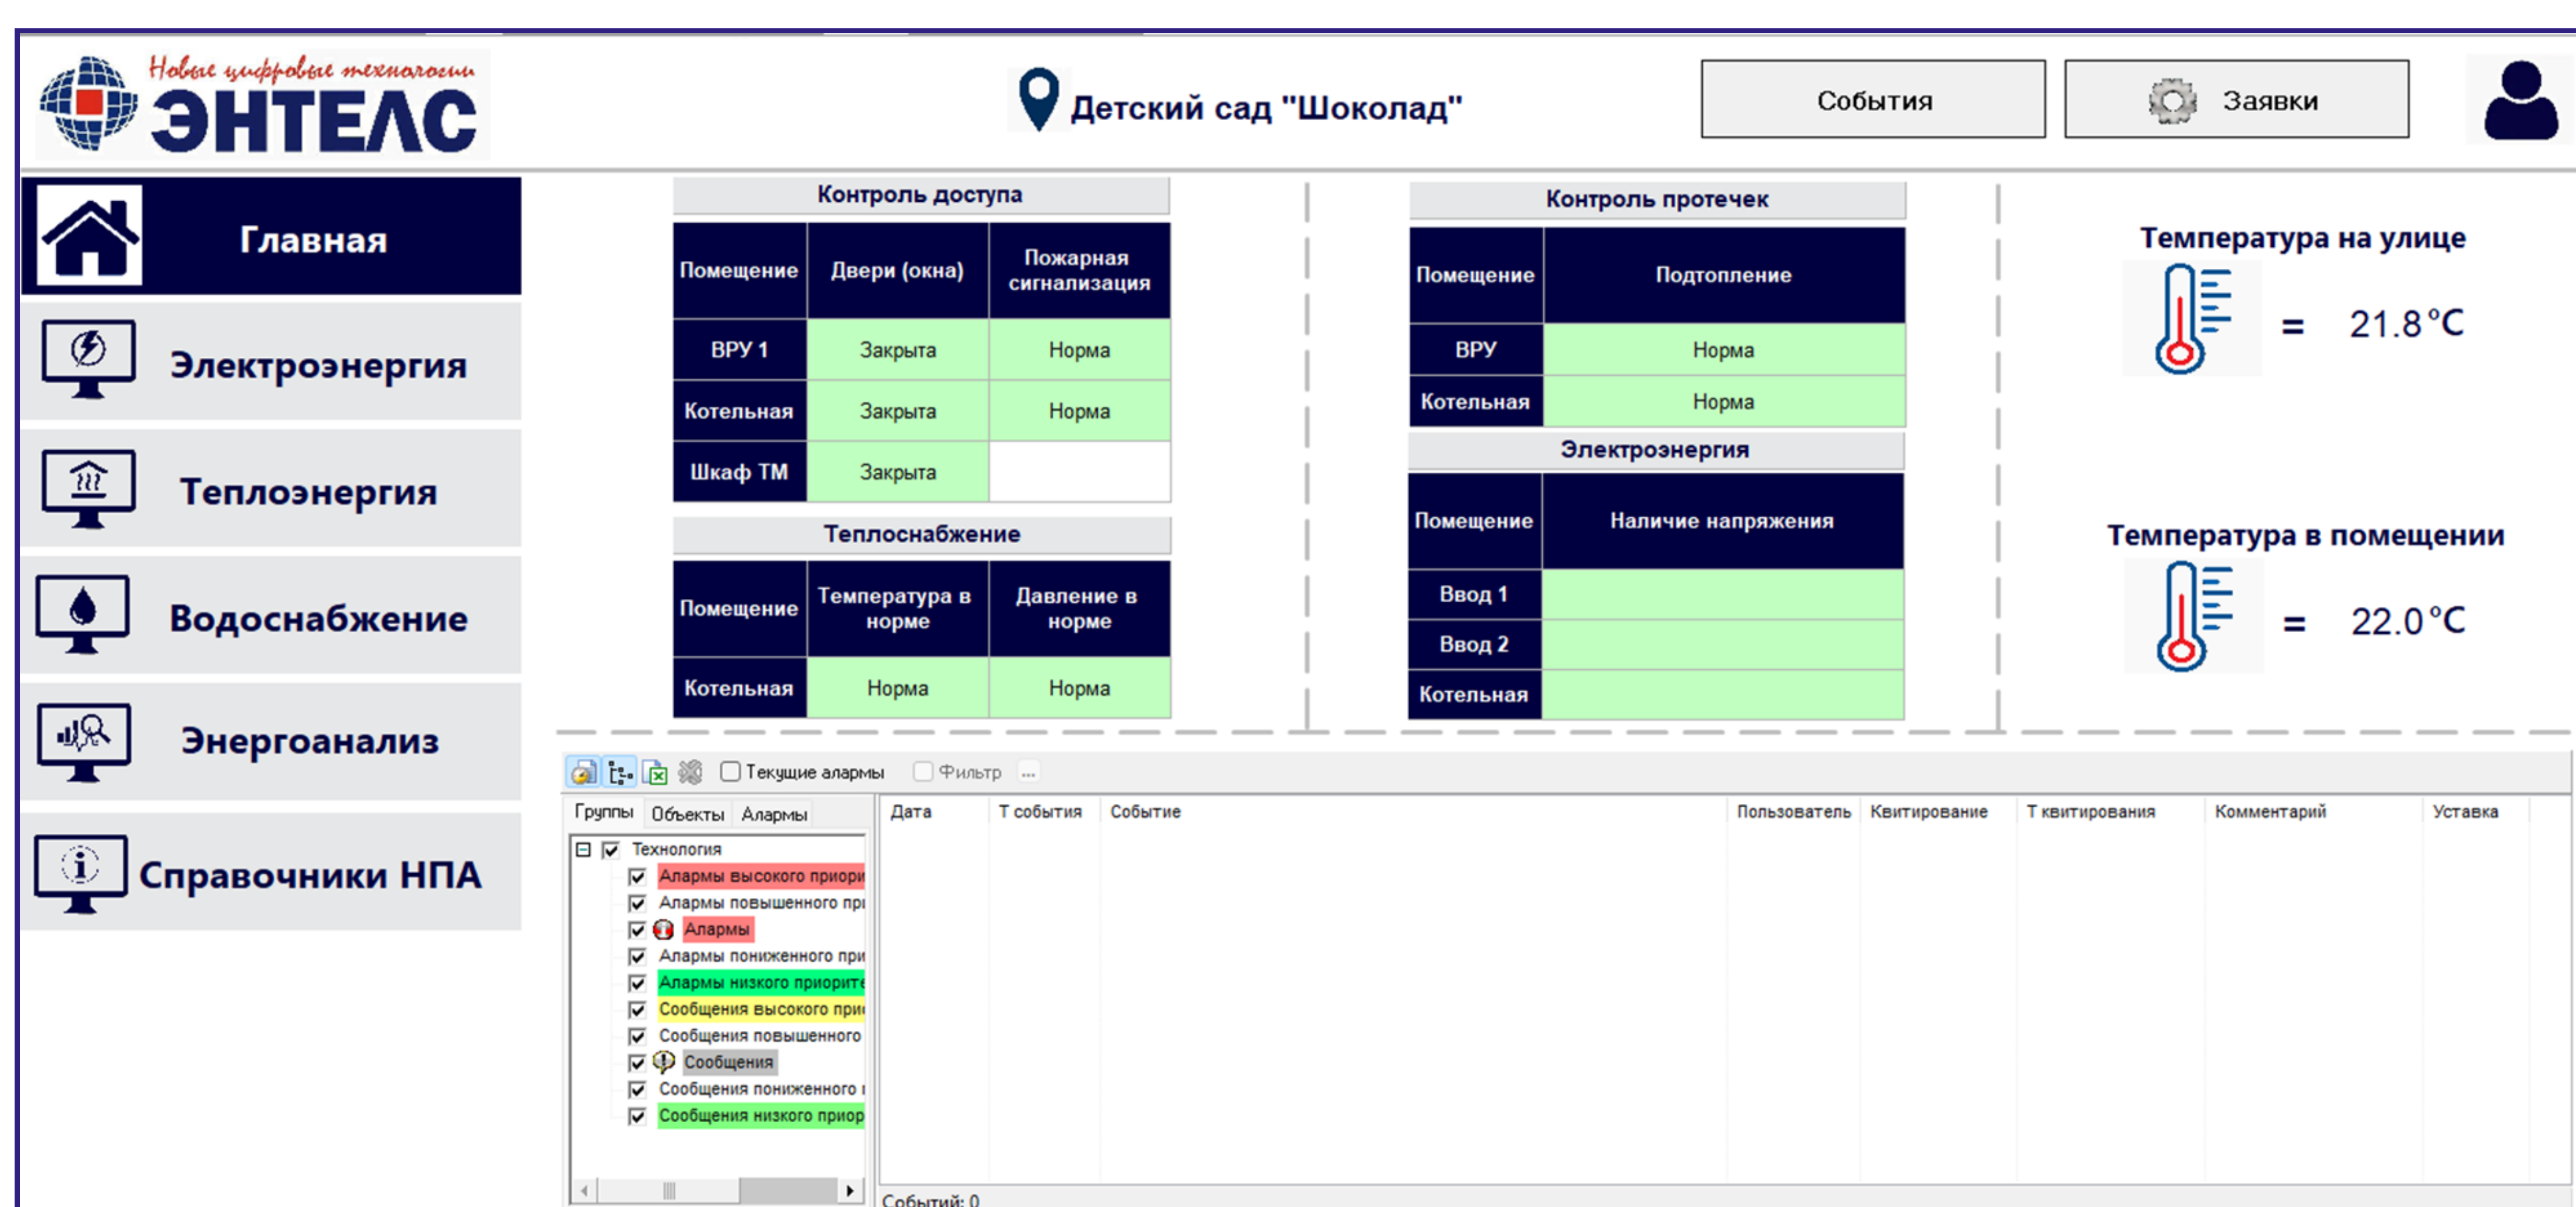 Новые цифровые технологии
ЭНТЕЛС
Детский сад "Шоколад"
События
Заявки
Главная
Электроэнергия
Теплоэнергия
Водоснабжение
Энергоанализ
Справочники НПА
Контроль доступа
Помещение Двери (окна) Пожарная сигнализация
ВРУ 1 Закрыта Норма
Котельная Закрыта Норма
Шкаф ТМ Закрыта
Теплоснабжение
Помещение Температура в норме Давление в норме
Котельная Норма Норма
Контроль протечек
Помещение Подтопление
ВРУ Норма
Котельная Норма
Электроэнергия
Помещение Наличие напряжения
Ввод 1
Ввод 2
Котельная
Температура на улице
= 21.8 °C
Температура в помещении
= 22.0 °C
Текущие алармы Фильтр ...
Группы Объекты Алармы
Технология
Алармы высокого приори
Алармы повышенного при
Алармы
Алармы пониженного при
Алармы низкого приорите
Сообщения высокого прио
Сообщения повышенного
Сообщения
Сообщения пониженного п
Сообщения низкого приор
Дата Т события Событие Пользователь Квитирование Т квитирования Комментарий Уставка
Событий: 0